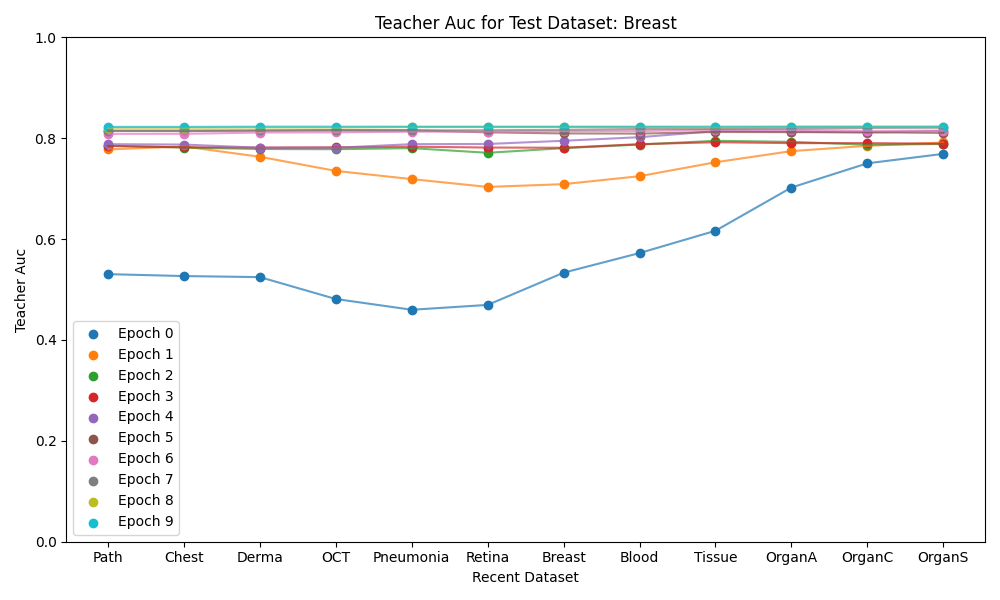 Teacher Auc for Test Dataset: Breast
1.0
0.8
0.6
0.4
0.2
0.0
Teacher Auc
Epoch 0
Epoch 1
Epoch 2
Epoch 3
Epoch 4
Epoch 5
Epoch 6
Epoch 7
Epoch 8
Epoch 9
Path Chest Derma OCT Pneumonia Retina Breast Blood Tissue OrganA OrganC OrganS
Recent Dataset